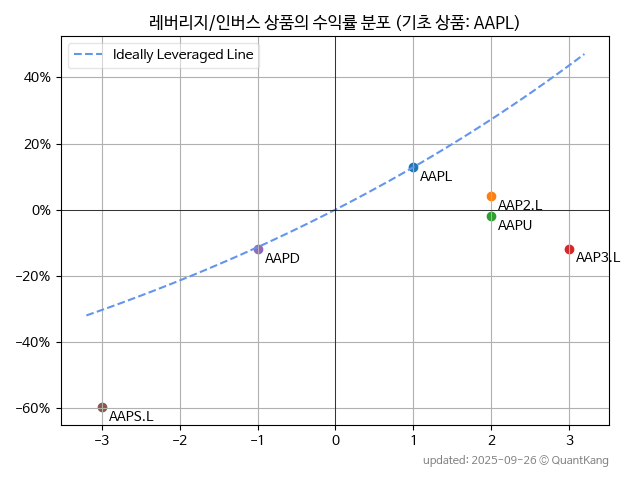 레버리지/인버스 상품의 수익률 분포 (기초 상품: AAPL)
Ideally Leveraged Line
40%
20%
0%
−20%
−40%
−60%
AAPL
AAP2.L
AAPU
AAPD
AAP3.L
AAPS.L
−3 −2 −1 0 1 2 3
updated: 2025-09-26 © QuantKang